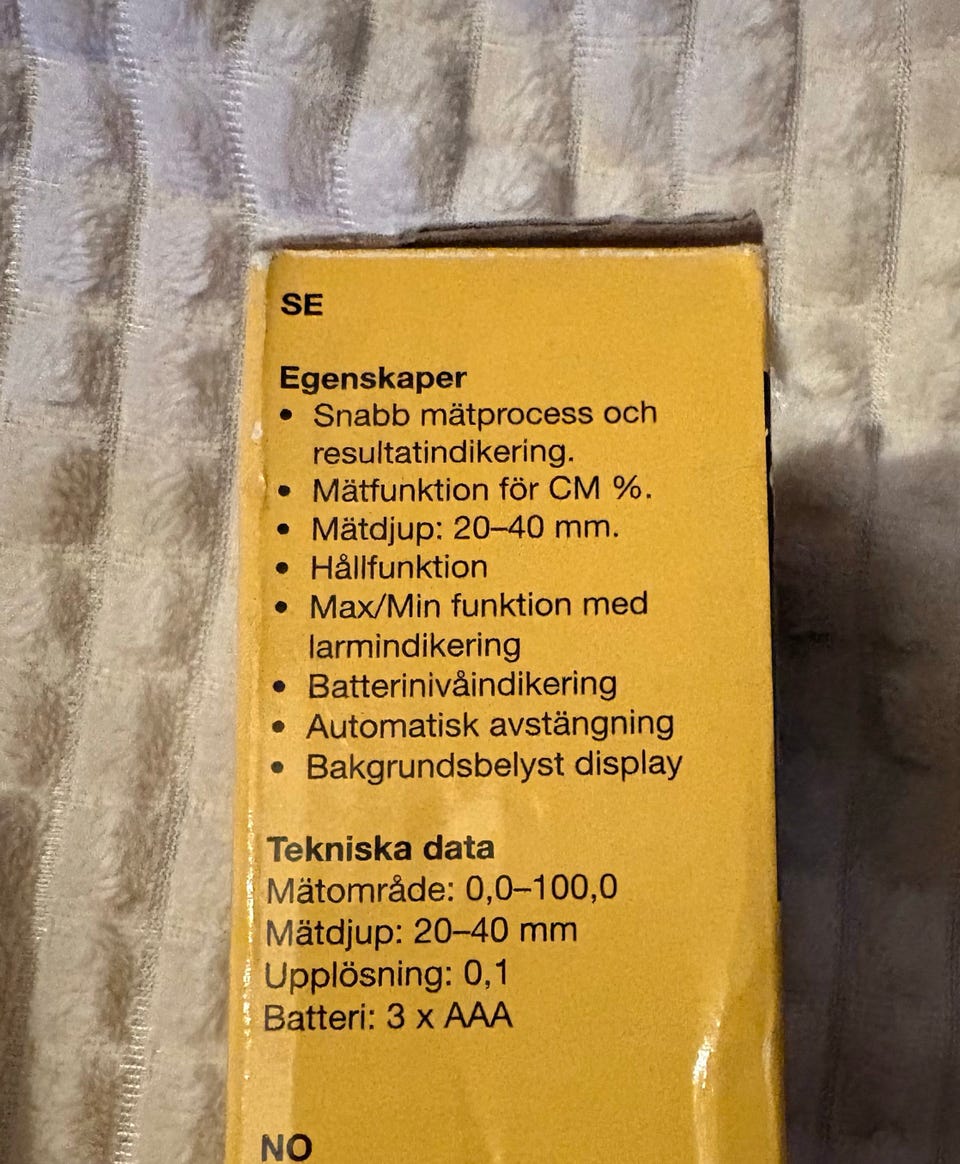 SE
Egenskaper
• Snabb mätprocess och
resultatindikering.
• Mätfunktion för CM %.
• Mätdjup: 20–40 mm.
• Hållfunktion
• Max/Min funktion med
larmindikering
• Batterinivåindikering
• Automatisk avstängning
• Bakgrundsbelyst display
Tekniska data
Mätområde: 0,0–100,0
Mätdjup: 20–40 mm
Upplösning: 0,1
Batteri: 3 x AAA
NO